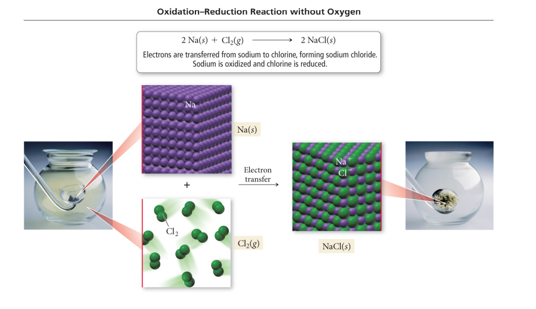 Oxidation–Reduction Reaction without Oxygen
2 Na(s) + Cl₂(g) ⟶ 2 NaCl(s)
Electrons are transferred from sodium to chlorine, forming sodium chloride.
Sodium is oxidized and chlorine is reduced.
Na
Na(s)
+
Electron
transfer
Na⁺
Cl⁻
NaCl(s)
Cl₂
Cl₂(g)